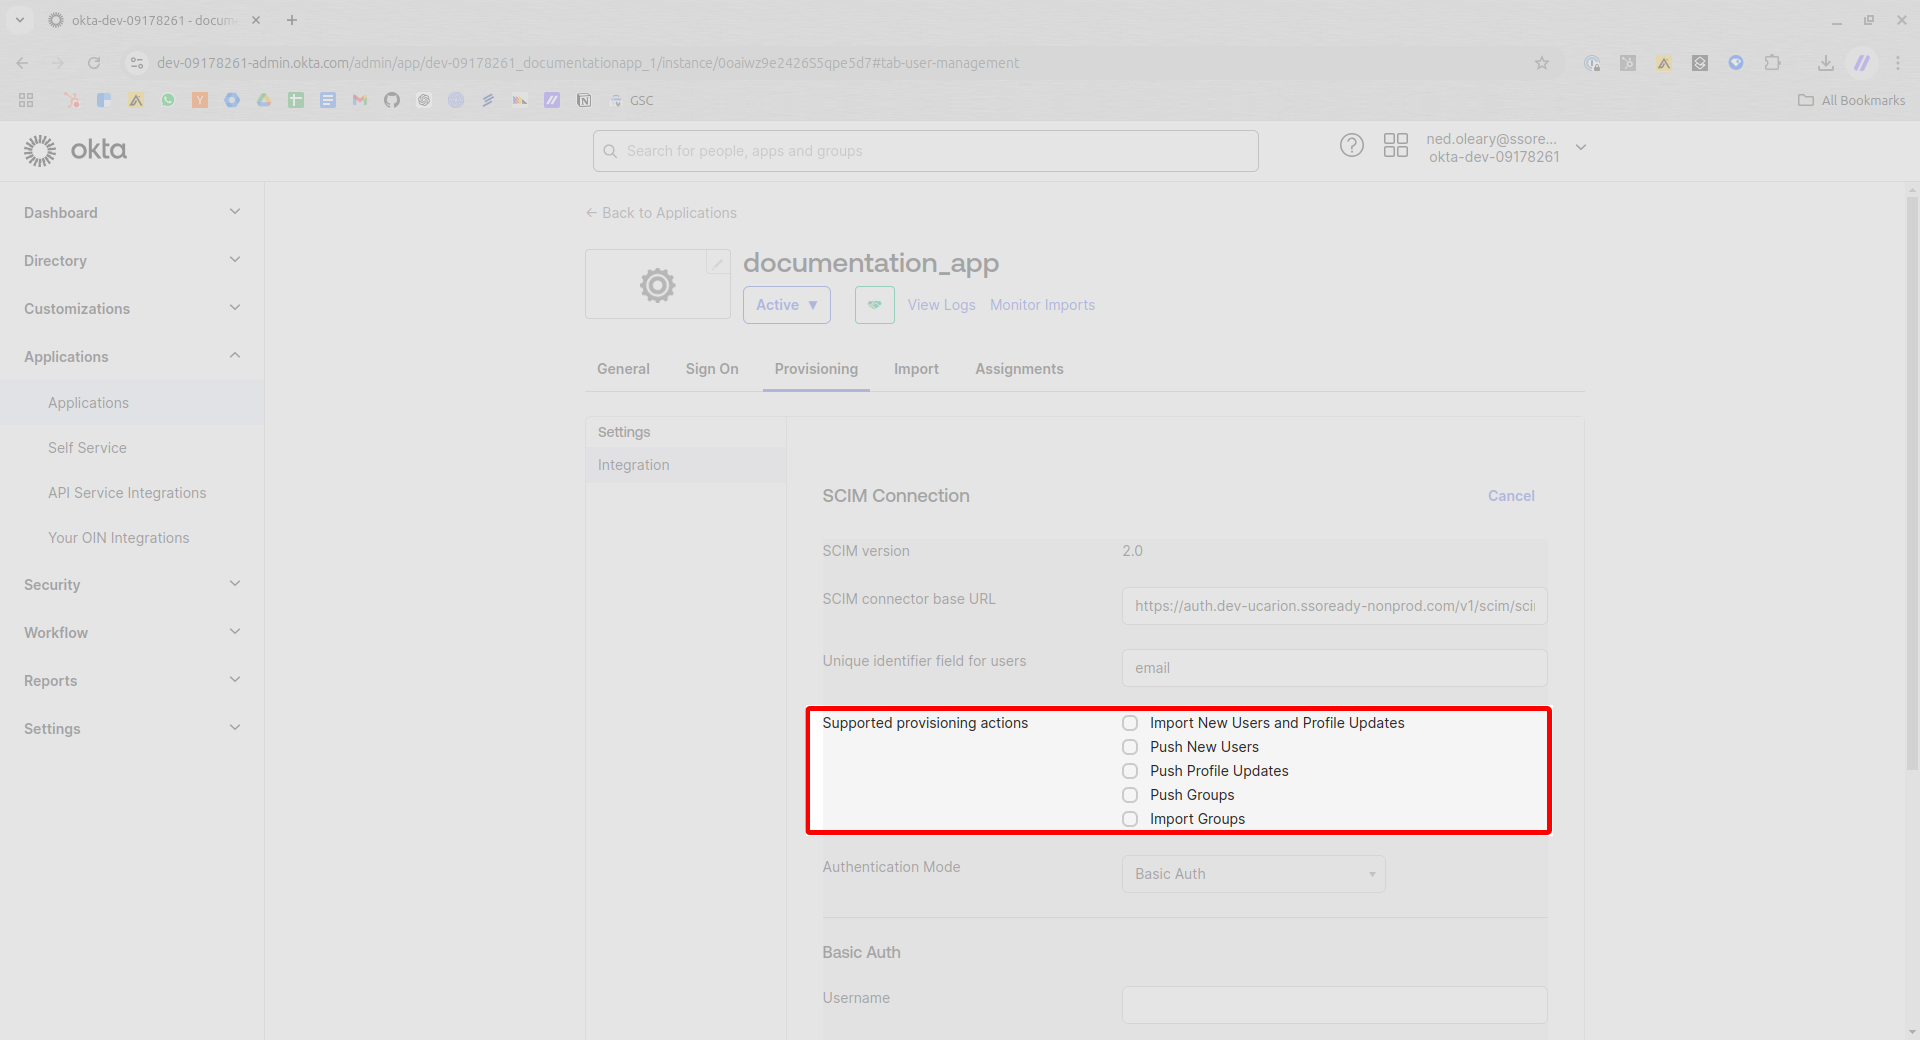 okta-dev-09178261 - docum
dev-09178261-admin.okta.com/admin/app/dev-09178261_documentationapp_1/instance/0oaiwz9e2426S5qpe5d7#tab-user-management
GSC
All Bookmarks
okta
Search for people, apps and groups
ned.oleary@ssore...
okta-dev-09178261
Dashboard
Directory
Customizations
Applications
Applications
Self Service
API Service Integrations
Your OIN Integrations
Security
Workflow
Reports
Settings
← Back to Applications
documentation_app
Active ▼
View Logs
Monitor Imports
General
Sign On
Provisioning
Import
Assignments
Settings
Integration
SCIM Connection
Cancel
SCIM version
2.0
SCIM connector base URL
https://auth.dev-ucarion.ssoready-nonprod.com/v1/scim/sci
Unique identifier field for users
email
Supported provisioning actions
Import New Users and Profile Updates
Push New Users
Push Profile Updates
Push Groups
Import Groups
Authentication Mode
Basic Auth
Basic Auth
Username